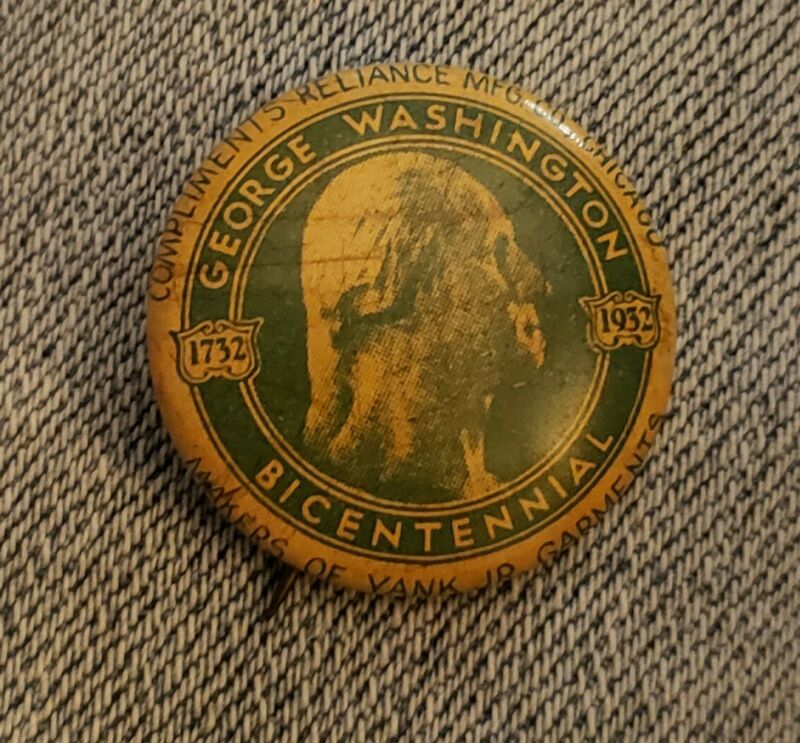 COMPLIMENTS RELIANCE MFG. CHICAGO
GEORGE WASHINGTON
1732
1932
BICENTENNIAL
MAKERS OF YANK JR. GARMENTS